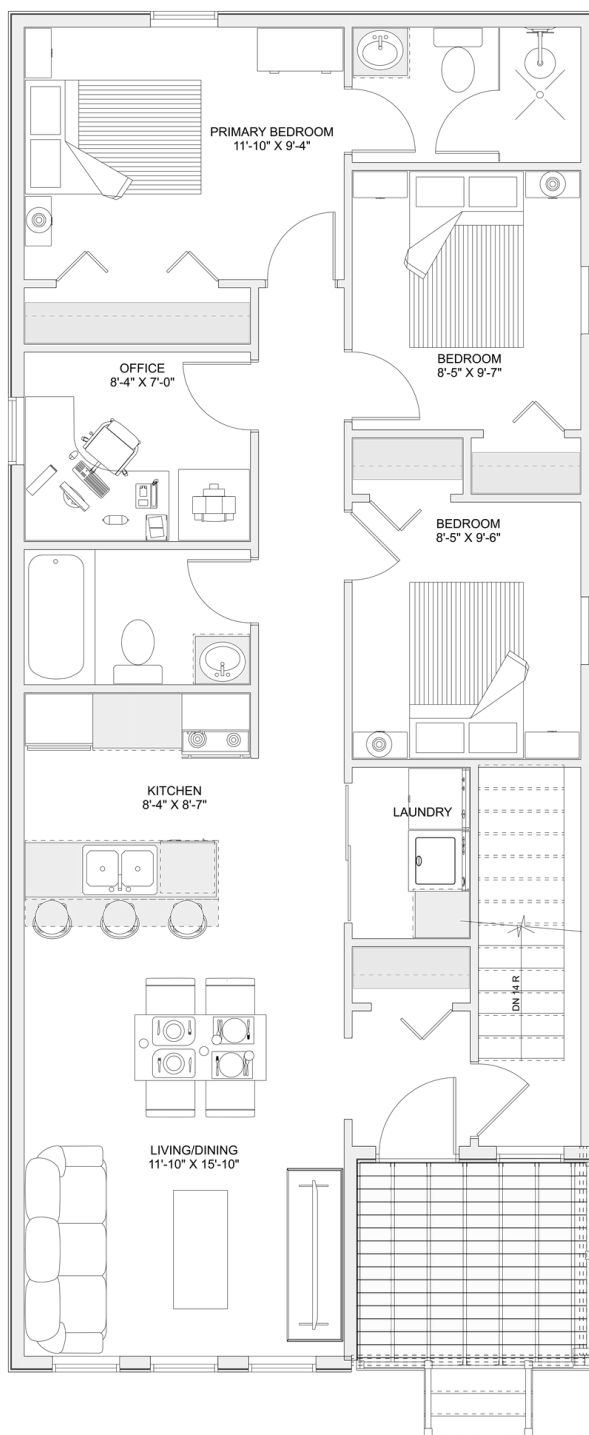 PRIMARY BEDROOM
11'-10" X 9'-4"
OFFICE
8'-4" X 7'-0"
BEDROOM
8'-5" X 9'-7"
BEDROOM
8'-5" X 9'-6"
KITCHEN
8'-4" X 8'-7"
LAUNDRY
DN 14 R
LIVING/DINING
11'-10" X 15'-10"